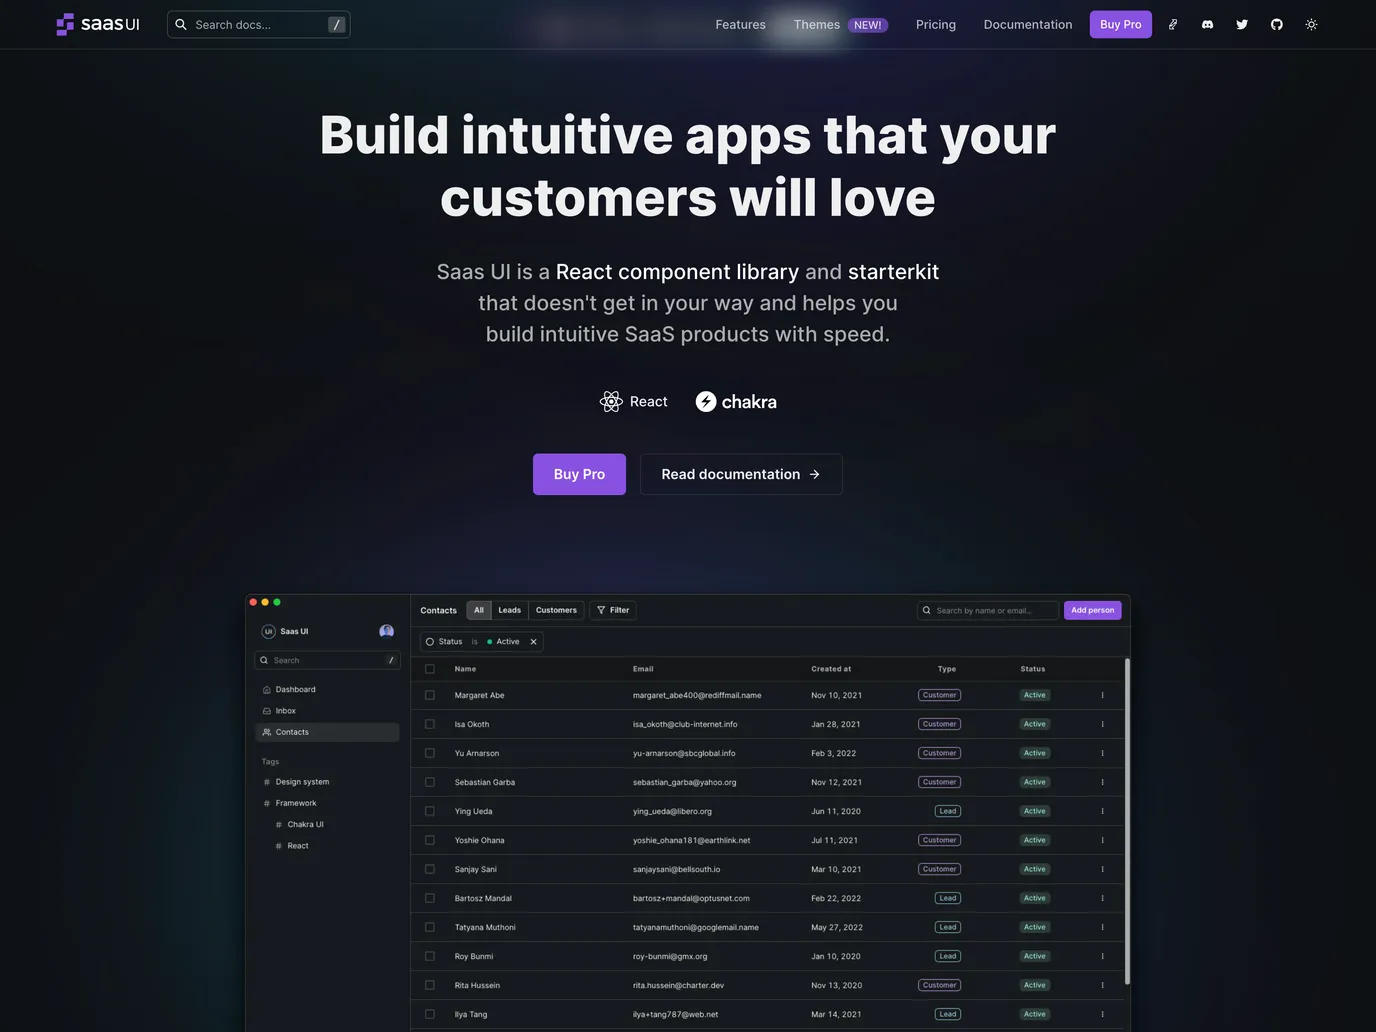 saas UI
Search docs...
/
Features
Themes
NEW!
Pricing
Documentation
Buy Pro
Build intuitive apps that your
customers will love
Saas UI is a React component library and starterkit
that doesn't get in your way and helps you
build intuitive SaaS products with speed.
React
chakra
Buy Pro
Read documentation →
UI Saas UI
Search /
Dashboard
Inbox
Contacts
Tags
# Design system
# Framework
# Chakra UI
# React
Contacts All Leads Customers Filter
Search by name or email...
Add person
Status is Active
Name Email Created at Type Status
Margaret Abe margaret_abe400@rediffmail.name Nov 10, 2021 Customer Active
Isa Okoth isa_okoth@club-internet.info Jan 28, 2021 Customer Active
Yu Arnarson yu-arnarson@sbcglobal.info Feb 3, 2022 Customer Active
Sebastian Garba sebastian_garba@yahoo.org Nov 12, 2021 Customer Active
Ying Ueda ying_ueda@libero.org Jun 11, 2020 Lead Active
Yoshie Ohana yoshie_ohana181@earthlink.net Jul 11, 2021 Customer Active
Sanjay Sani sanjaysani@bellsouth.io Mar 10, 2021 Customer Active
Bartosz Mandal bartosz+mandal@optusnet.com Feb 22, 2022 Lead Active
Tatyana Muthoni tatyanamuthoni@googlemail.name May 27, 2022 Lead Active
Roy Bunmi roy-bunmi@gmx.org Jan 10, 2020 Lead Active
Rita Hussein rita.hussein@charter.dev Nov 13, 2020 Customer Active
Ilya Tang ilya+tang787@web.net Mar 14, 2021 Lead Active